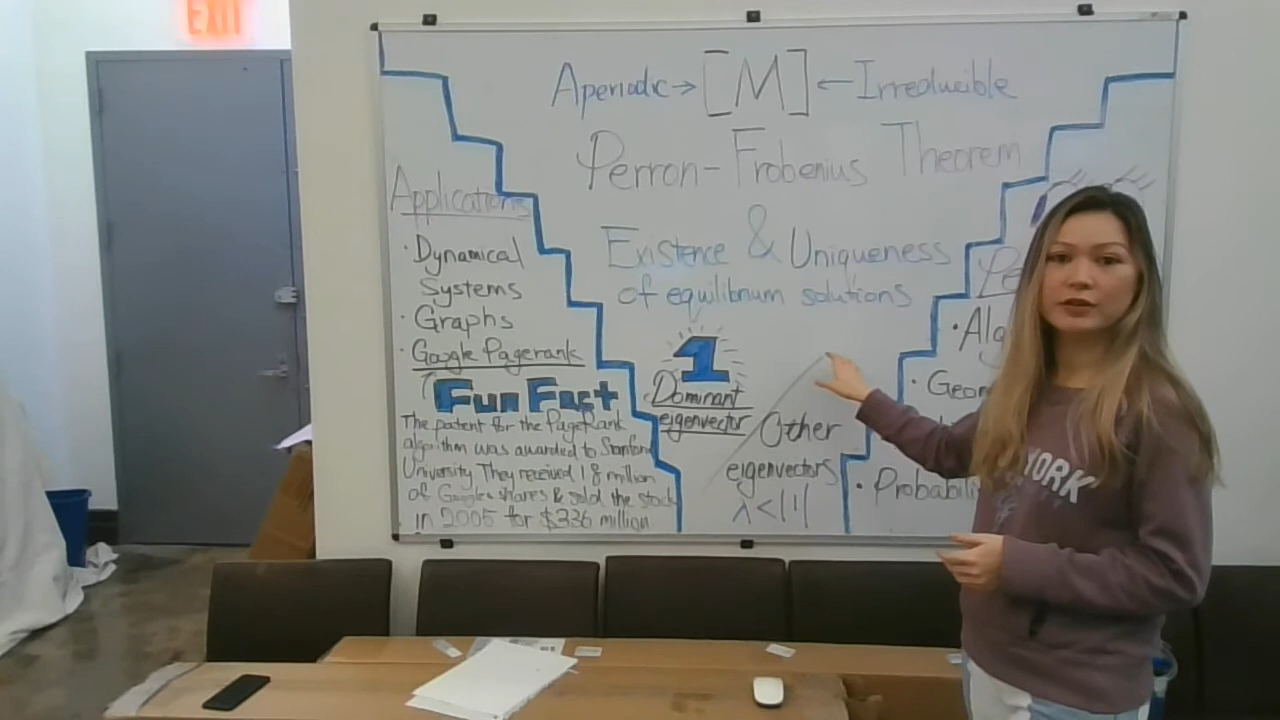 EXIT
Aperiodic → [M] ← Irreducible
Perron-Frobenius Theorem
Existence & Uniqueness
of equilibrium solutions
1
Dominant
eigenvector
Other
eigenvectors
λ < |1|
Applications
· Dynamical
Systems
· Graphs
· Google Pagerank
Fun Fact
The patent for the PageRank
algorithm was awarded to Stanford
University. They received 1.8 million
of Googles shares & sold the stock
in 2005 for $336 million
· Alg
· Geom
· Probabili
YORK